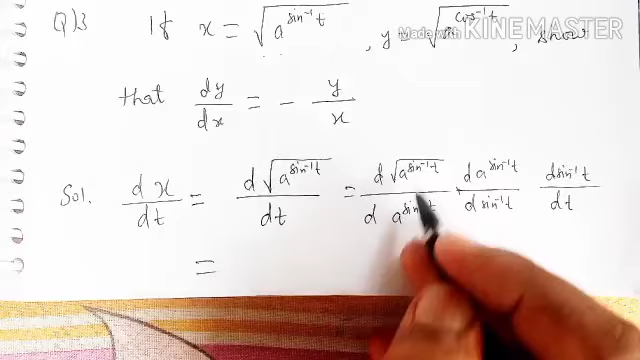 Q)3 If x = √(a^(sin⁻¹t)) , y = √(a^(cos⁻¹t)) , show
Made with KINEMASTER
that dy/dx = - y/x
Sol. dx/dt = d√(a^(sin⁻¹t))/dt = d√(a^(sin⁻¹t))/d a^(sin⁻¹t) · d a^(sin⁻¹t)/d sin⁻¹t d sin⁻¹t/dt
=